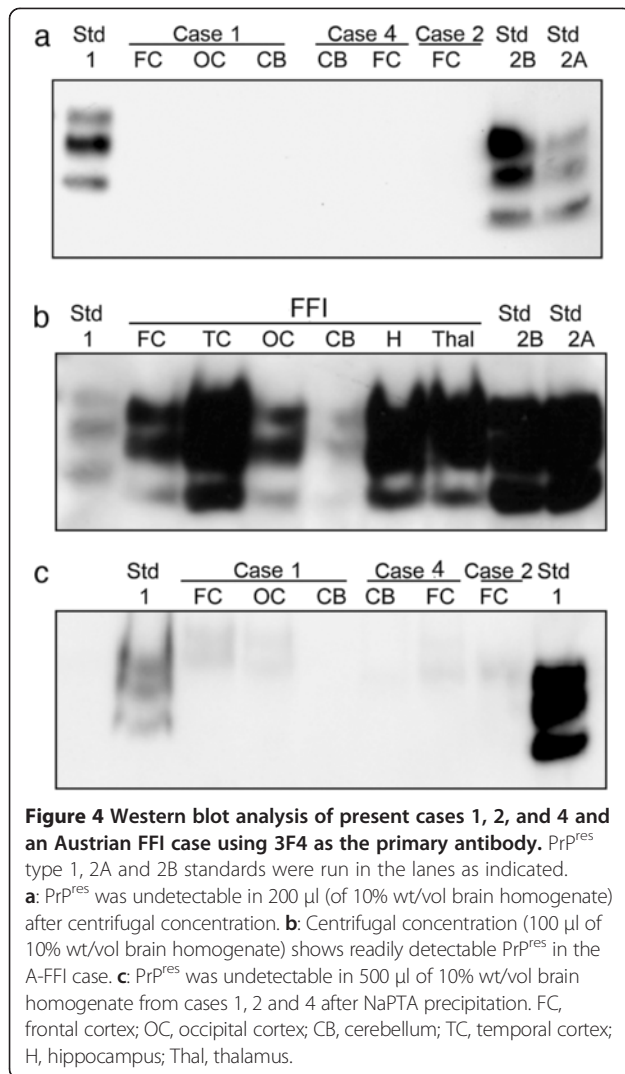 a
Std Case 1 Case 4 Case 2 Std Std
1 FC OC CB CB FC FC 2B 2A
b
FFI
Std Std Std
1 FC TC OC CB H Thal 2B 2A
c
Std Case 1 Case 4 Case 2 Std
1 FC OC CB CB FC FC 1
Figure 4 Western blot analysis of present cases 1, 2, and 4 and
an Austrian FFI case using 3F4 as the primary antibody. PrPres
type 1, 2A and 2B standards were run in the lanes as indicated.
a: PrPres was undetectable in 200 μl (of 10% wt/vol brain homogenate)
after centrifugal concentration. b: Centrifugal concentration (100 μl of
10% wt/vol brain homogenate) shows readily detectable PrPres in the
A-FFI case. c: PrPres was undetectable in 500 μl of 10% wt/vol brain
homogenate from cases 1, 2 and 4 after NaPTA precipitation. FC,
frontal cortex; OC, occipital cortex; CB, cerebellum; TC, temporal cortex;
H, hippocampus; Thal, thalamus.